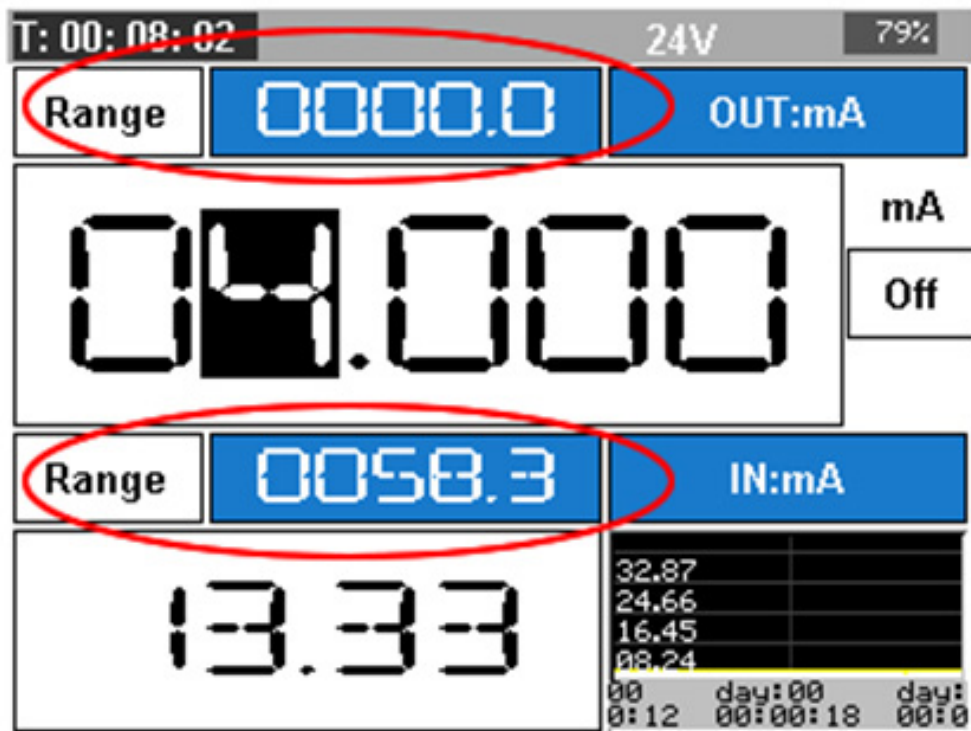 T: 00: 08: 02 24V 79%
Range 0000.0 OUT:mA
04.000 mA
Off
Range 0058.3 IN:mA
13.33
32.87
24.66
16.45
08.24
00 day:00 day:
0:12 00:00:18 00:0